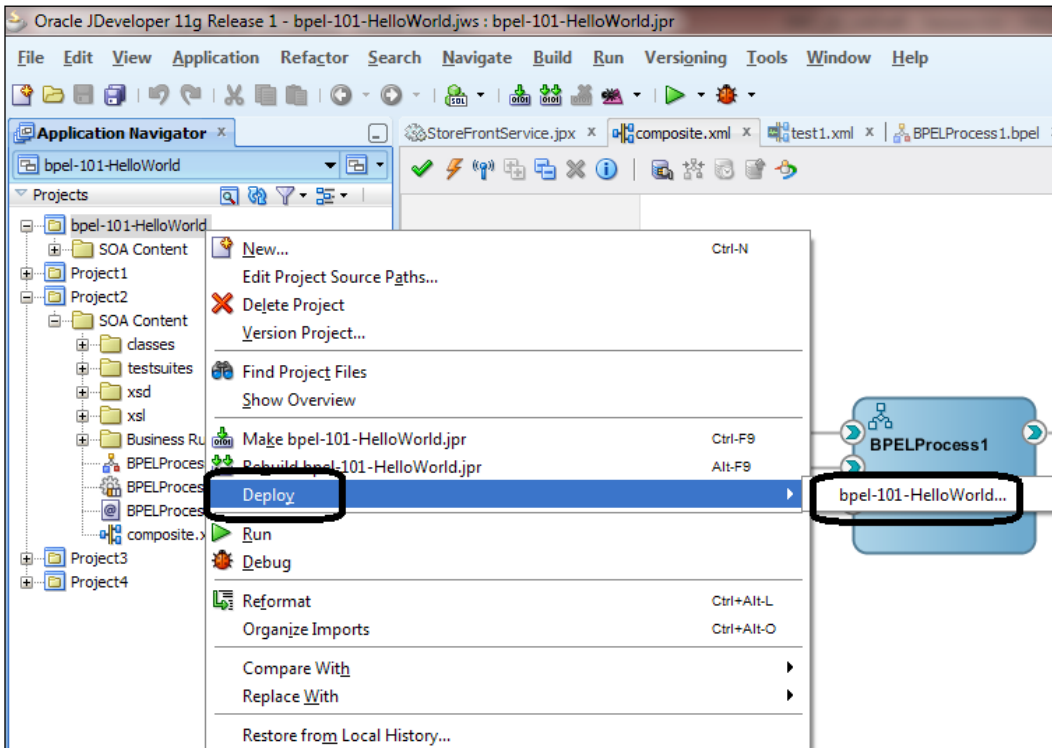 Oracle JDeveloper 11g Release 1 - bpel-101-HelloWorld.jws : bpel-101-HelloWorld.jpr
File Edit View Application Refactor Search Navigate Build Run Versioning Tools Window Help
Application Navigator
StoreFrontService.jpx
composite.xml
test1.xml
BPELProcess1.bpel
bpel-101-HelloWorld
Projects
bpel-101-HelloWorld
SOA Content
Project1
Project2
SOA Content
classes
testsuites
xsd
xsl
Business Ru
BPELProces
BPELProces
BPELProces
composite.x
Project3
Project4
New... Ctrl-N
Edit Project Source Paths...
Delete Project
Version Project...
Find Project Files
Show Overview
Make bpel-101-HelloWorld.jpr Ctrl-F9
Rebuild bpel-101-HelloWorld.jpr Alt-F9
Deploy
bpel-101-HelloWorld...
Run
Debug
Reformat Ctrl+Alt-L
Organize Imports Ctrl+Alt-O
Compare With
Replace With
Restore from Local History...
BPELProcess1